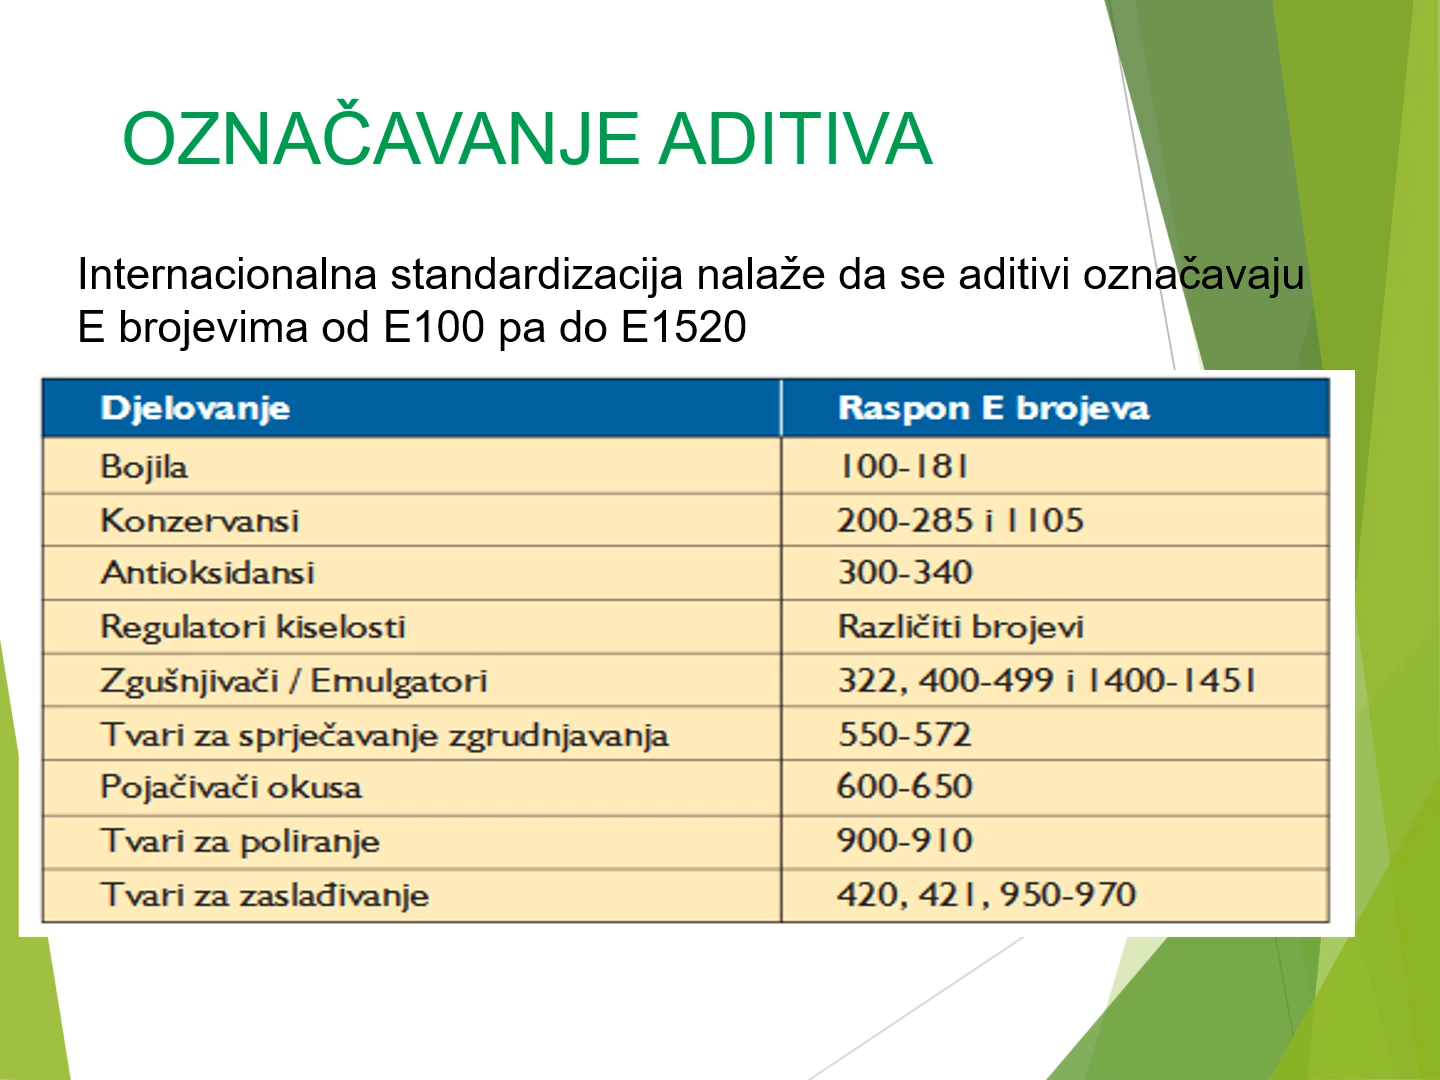 OZNAČAVANJE ADITIVA
Internacionalna standardizacija nalaže da se aditivi označavaju
E brojevima od E100 pa do E1520
Djelovanje Raspon E brojeva
Bojila 100-181
Konzervansi 200-285 i 1105
Antioksidansi 300-340
Regulatori kiselosti Različiti brojevi
Zgušnjivači / Emulgatori 322, 400-499 i 1400-1451
Tvari za sprječavanje zgrudnjavanja 550-572
Pojačivači okusa 600-650
Tvari za poliranje 900-910
Tvari za zaslađivanje 420, 421, 950-970